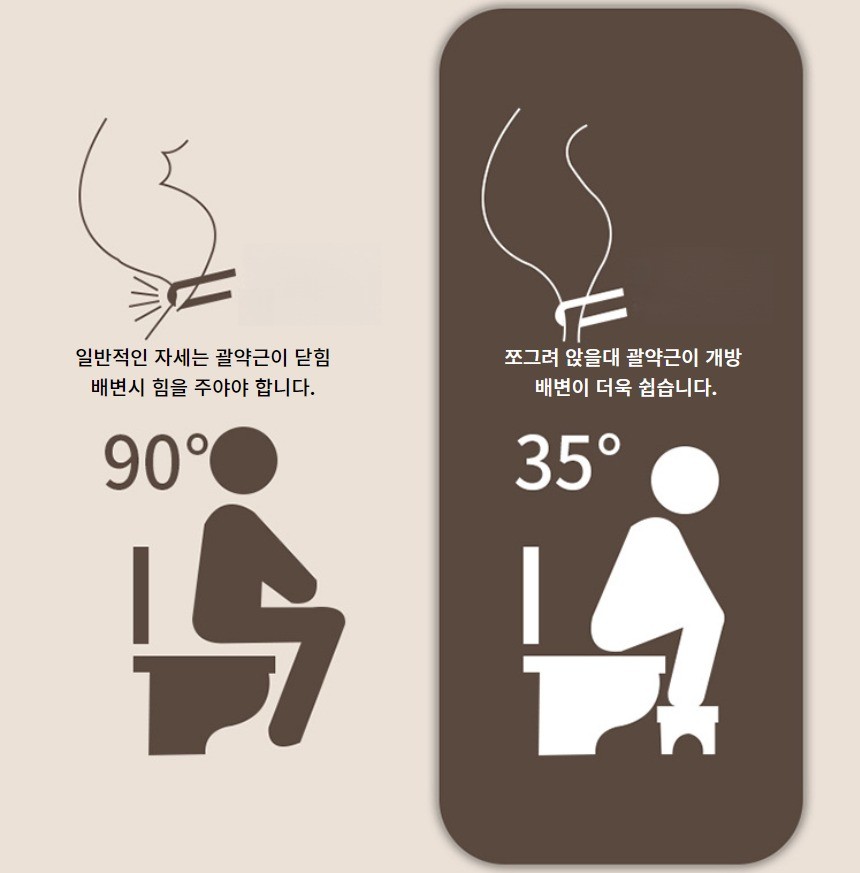 일반적인 자세는 괄약근이 닫힘
배변시 힘을 주야야 합니다.
90°
쪼그려 앉을대 괄약근이 개방
배변이 더욱 쉽습니다.
35°